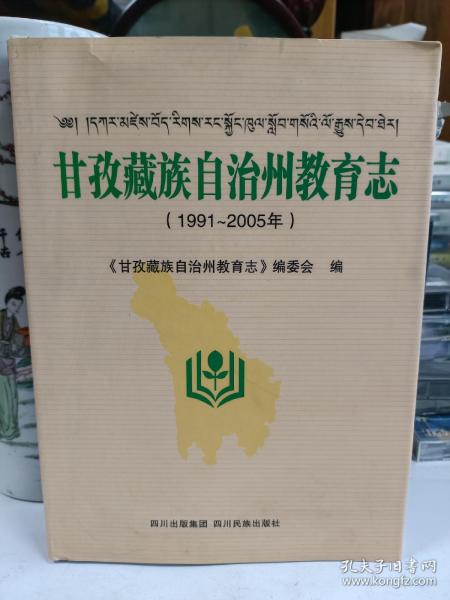 ༄༅། །དཀར་མཛེས་བོད་རིགས་རང་སྐྱོང་ཁུལ་སློབ་གསོའི་ལོ་རྒྱུས་དེབ་ཐེར།
甘孜藏族自治州教育志
(1991~2005年)
《甘孜藏族自治州教育志》编委会 编
四川出版集团 四川民族出版社
孔夫子旧书网
www.kongfz.com